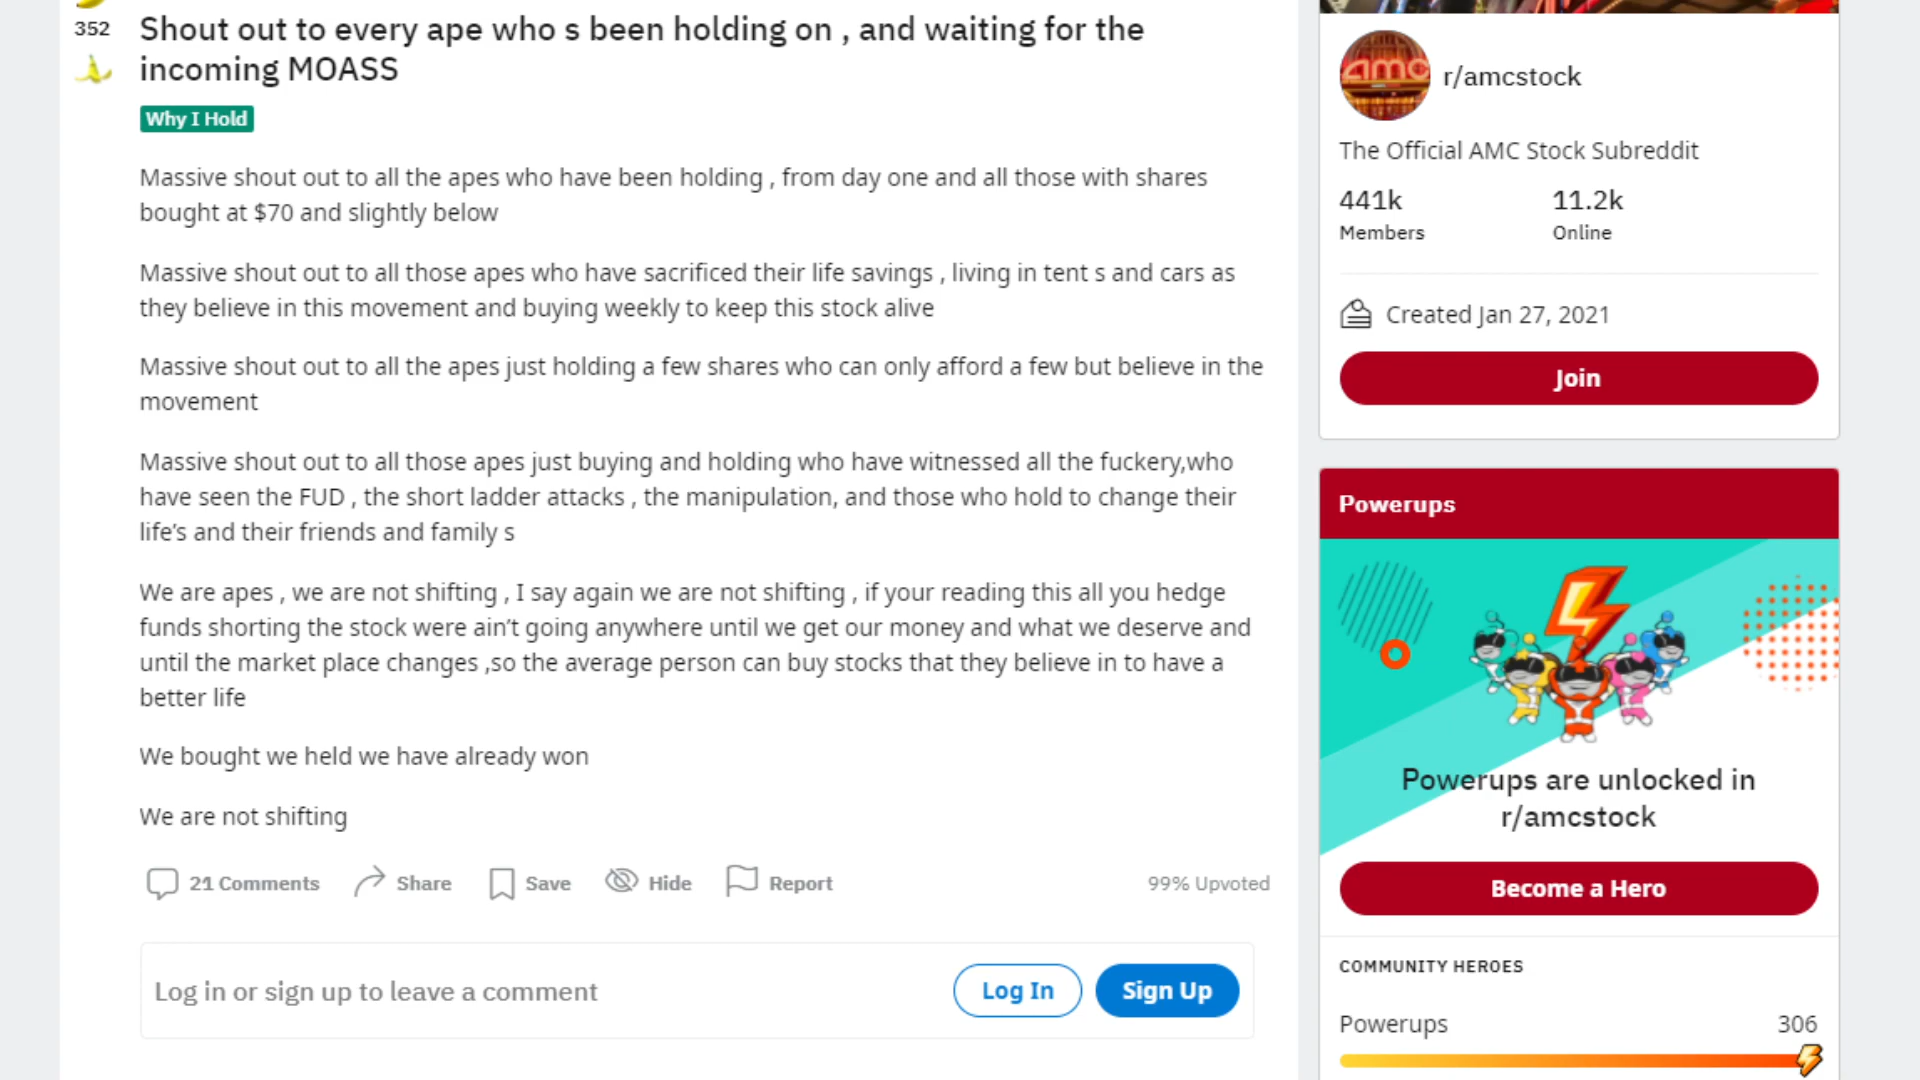 352
Shout out to every ape who s been holding on , and waiting for the
incoming MOASS
Why I Hold
Massive shout out to all the apes who have been holding , from day one and all those with shares
bought at $70 and slightly below
Massive shout out to all those apes who have sacrificed their life savings , living in tent s and cars as
they believe in this movement and buying weekly to keep this stock alive
Massive shout out to all the apes just holding a few shares who can only afford a few but believe in the
movement
Massive shout out to all those apes just buying and holding who have witnessed all the fuckery,who
have seen the FUD , the short ladder attacks , the manipulation, and those who hold to change their
life’s and their friends and family s
We are apes , we are not shifting , I say again we are not shifting , if your reading this all you hedge
funds shorting the stock were ain’t going anywhere until we get our money and what we deserve and
until the market place changes ,so the average person can buy stocks that they believe in to have a
better life
We bought we held we have already won
We are not shifting
21 Comments Share Save Hide Report 99% Upvoted
Log in or sign up to leave a comment Log In Sign Up
amc r/amcstock
The Official AMC Stock Subreddit
441k 11.2k
Members Online
Created Jan 27, 2021
Join
Powerups
Powerups are unlocked in
r/amcstock
Become a Hero
COMMUNITY HEROES
Powerups 306